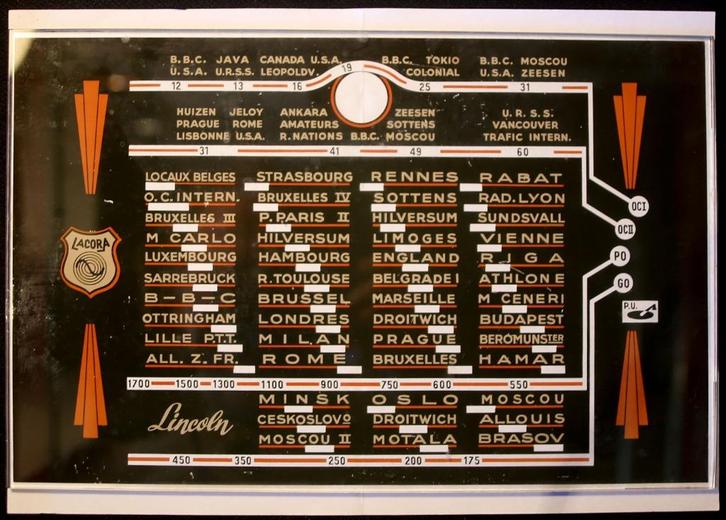 B.B.C. JAVA CANADA U.S.A. B.B.C. TOKIO B.B.C. MOSCOU
U.S.A. U.R.S.S. LEOPOLDV. COLONIAL U.S.A. ZEESEN
12 13 16 19 25 31
HUIZEN JELOY ANKARA ZEESEN U.R.S.S.
PRAGUE ROME AMATEURS SOTTENS VANCOUVER
LISBONNE U.S.A. R.NATIONS B.B.C. MOSCOU TRAFIC INTERN.
31 41 49 60
LOCAUX BELGES STRASBOURG RENNES RABAT
O.C. INTERN. BRUXELLES IV SOTTENS RAD.LYON OCI
BRUXELLES III P.PARIS II HILVERSUM SUNDSVALL OCII
M CARLO HILVERSUM LIMOGES VIENNE
LACORA
LUXEMBOURG HAMBOURG ENGLAND RIGA PO
SARREBRUCK R.TOULOUSE BELGRADE I ATHLONE GO
B-B-C BRUSSEL MARSEILLE M CENERI P.U.
OTTRINGHAM LONDRES DROITWICH BUDAPEST
LILLE P.T.T. MILAN PRAGUE BEROMUNSTER
ALL. Z. FR. ROME BRUXELLES HAMAR
1700 1500 1300 1100 900 750 600 550
MINSK OSLO MOSCOU
Lincoln CESKOSLOVO DROITWICH ALLOUIS
MOSCOU II MOTALA BRASOV
450 350 250 200 175